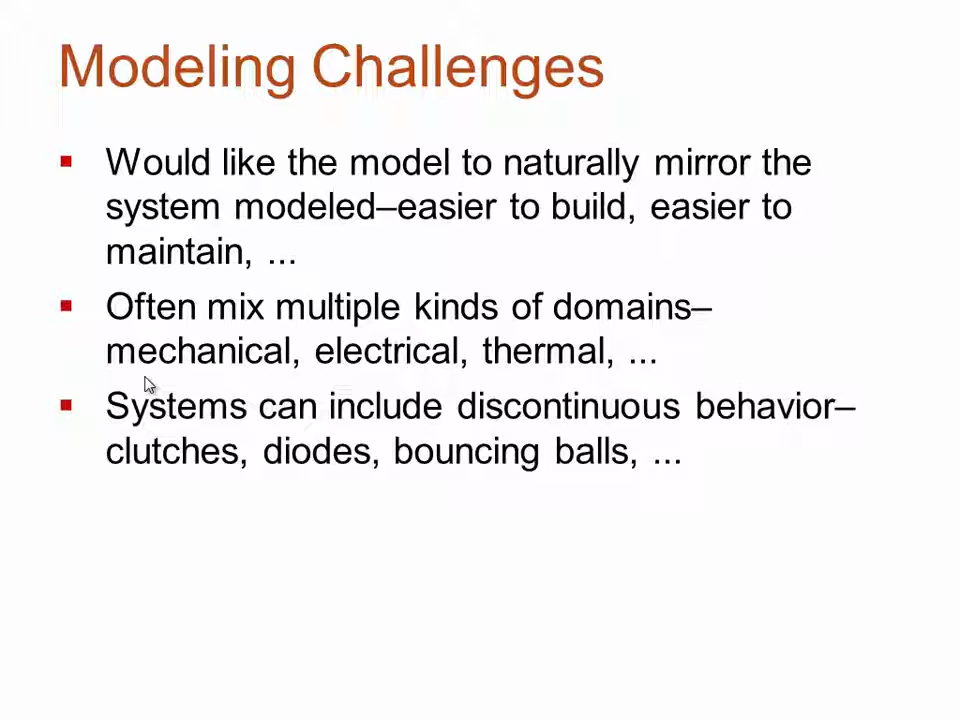 Modeling Challenges
Would like the model to naturally mirror the
system modeled–easier to build, easier to
maintain, ...
Often mix multiple kinds of domains–
mechanical, electrical, thermal, ...
Systems can include discontinuous behavior–
clutches, diodes, bouncing balls, ...